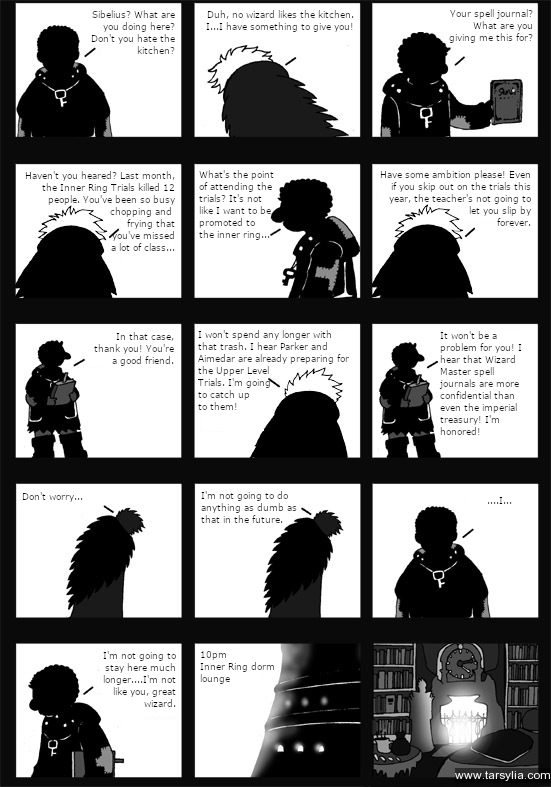 Sibelius? What are
you doing here?
Don't you hate the
kitchen?
Duh, no wizard likes the kitchen.
I...I have something to give you!
Your spell journal?
What are you
giving me this for?
Haven't you heared? Last month,
the Inner Ring Trials killed 12
people. You've been so busy
chopping and
frying that
you've missed
a lot of class...
What's the point
of attending the
trials? It's not
like I want to be
promoted to
the inner ring...
Have some ambition please! Even
if you skip out on the trials this
year, the teacher's not going to
let you slip by
forever.
In that case,
thank you! You're
a good friend.
I won't spend any longer with
that trash. I hear Parker and
Aimedar are already preparing for
the Upper Level
Trials. I'm going
to catch up
to them!
It won't be a
problem for you! I
hear that Wizard
Master spell
journals are more
confidential than
even the imperial
treasury! I'm
honored!
Don't worry...
I'm not going to do
anything as dumb as
that in the future.
....I...
I'm not going to
stay here much
longer....I'm not
like you, great
wizard.
10pm
Inner Ring dorm
lounge
www.tarsylia.com